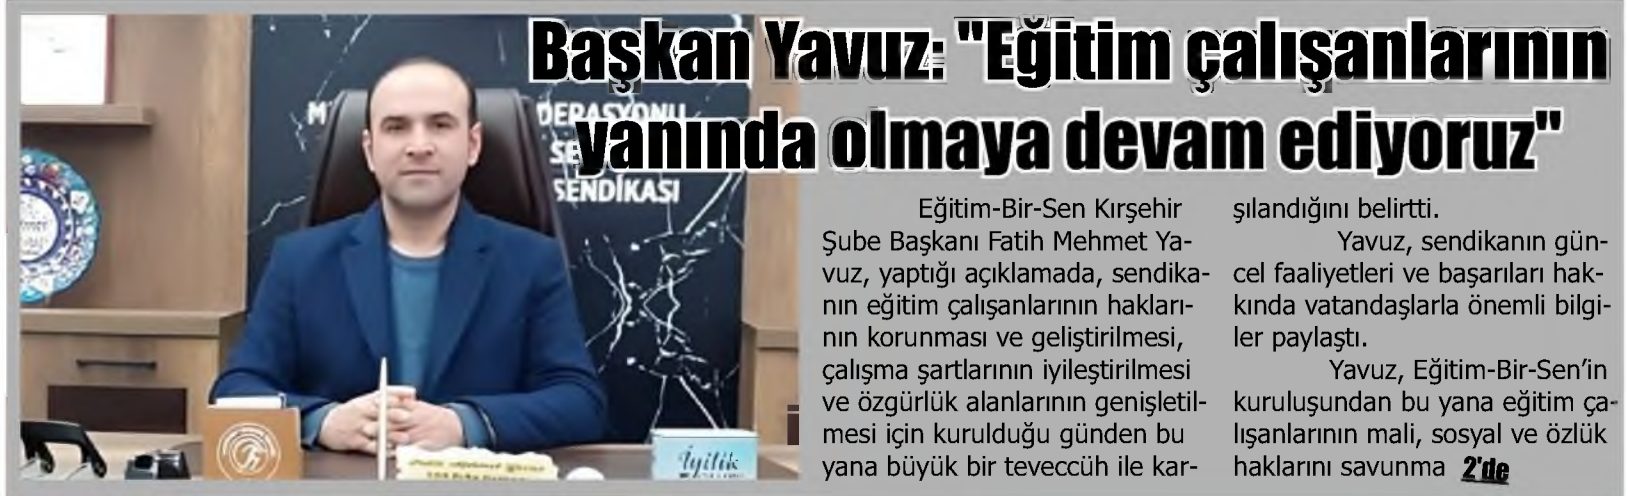 Başkan Yavuz: "Eğitim çalışanlarının
yanında olmaya devam ediyoruz"
DERASYONU
SENDİKASI
İyilik
Eğitim-Bir-Sen Kırşehir
Şube Başkanı Fatih Mehmet Ya-
vuz, yaptığı açıklamada, sendika-
nın eğitim çalışanlarının hakları-
nın korunması ve geliştirilmesi,
çalışma şartlarının iyileştirilmesi
ve özgürlük alanlarının genişletil-
mesi için kurulduğu günden bu
yana büyük bir teveccüh ile kar-
şılandığını belirtti.
Yavuz, sendikanın gün-
cel faaliyetleri ve başarıları hak-
kında vatandaşlarla önemli bilgi-
ler paylaştı.
Yavuz, Eğitim-Bir-Sen’in
kuruluşundan bu yana eğitim ça-
lışanlarının mali, sosyal ve özlük
haklarını savunma 2'de